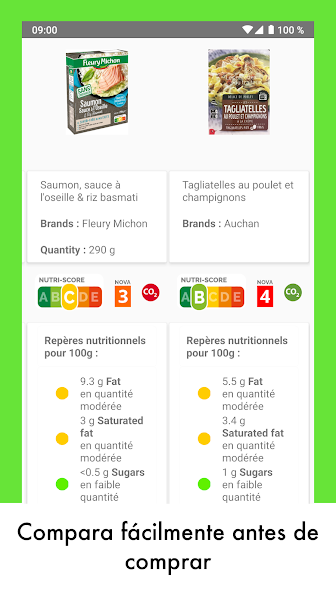 09:00
100 %
Fleury Michon
Saumon
TAGLIATELLES
AU POULET ET CHAMPIGNONS
Saumon, sauce à
l'oseille & riz basmati
Brands : Fleury Michon
Quantity : 290 g
Tagliatelles au poulet et
champignons
Brands : Auchan
NUTRI-SCORE
A B C D E
NOVA
3
CO₂
NUTRI-SCORE
A B C D E
NOVA
4
CO₂
Repères nutritionnels
pour 100g :
9.3 g Fat
en quantité
modérée
3 g Saturated
fat
en quantité
modérée
<0.5 g Sugars
en faible
quantité
Repères nutritionnels
pour 100g :
5.5 g Fat
en quantité
modérée
3.4 g
Saturated fat
en quantité
modérée
1 g Sugars
en faible
quantité
Compara fácilmente antes de
comprar